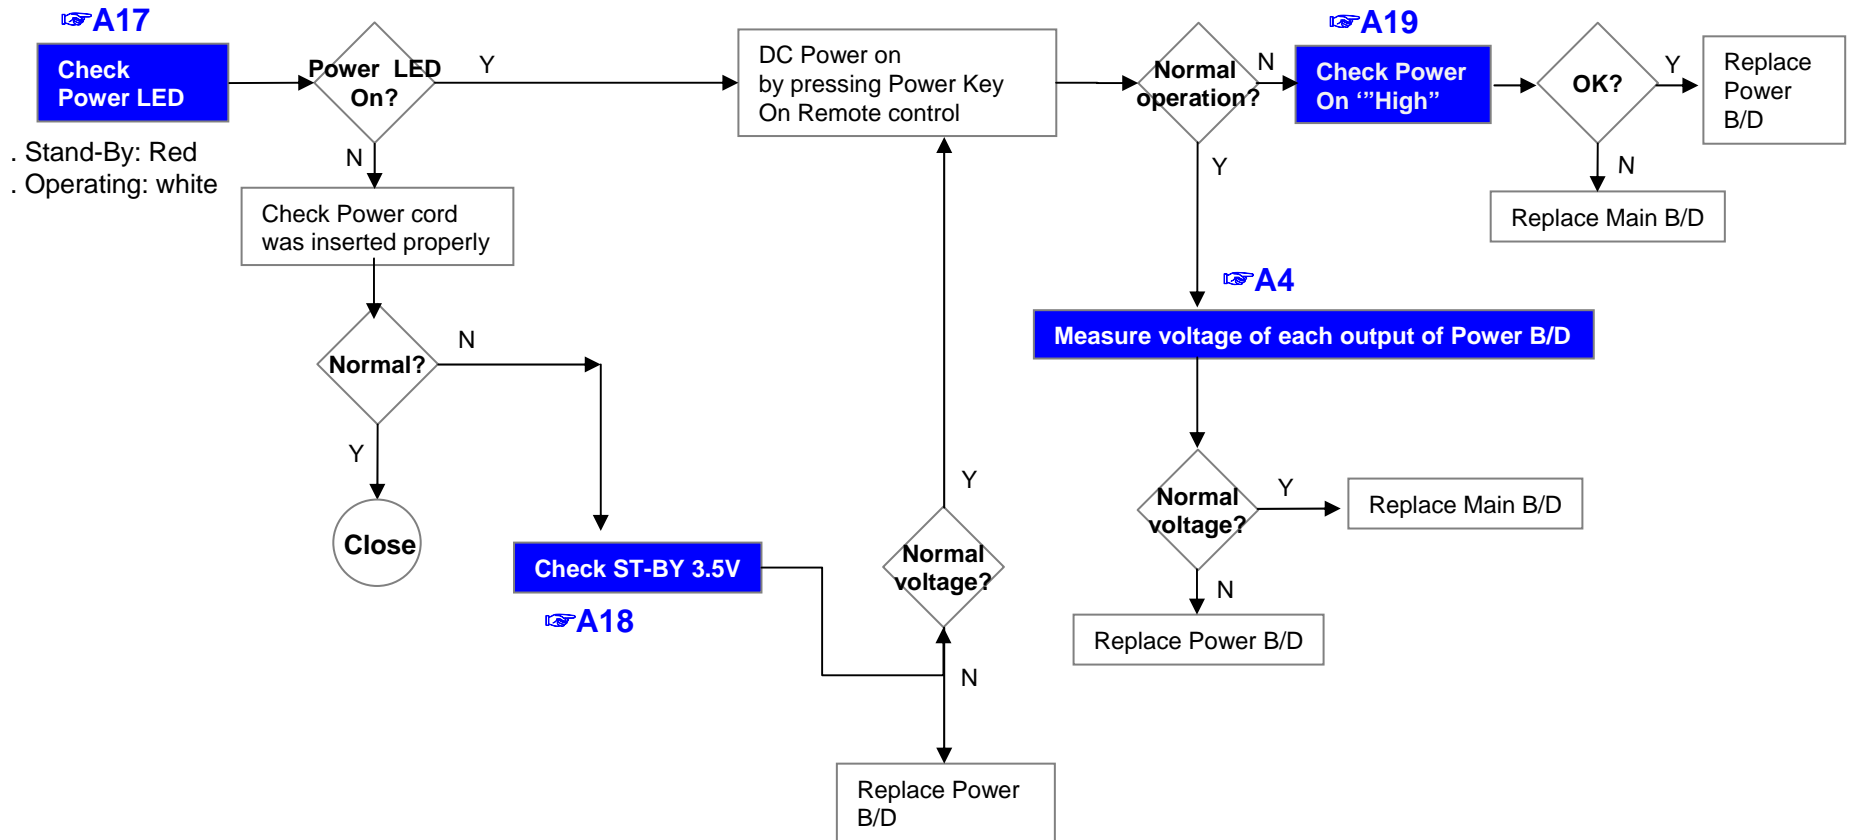 ☞A17
Check
Power LED
. Stand-By: Red
. Operating: white
Power LED
On?
Y
N
Check Power cord
was inserted properly
Normal?
N
Y
Close
Check ST-BY 3.5V
☞A18
DC Power on
by pressing Power Key
On Remote control
Y
Normal
voltage?
N
Replace Power
B/D
Normal
operation?
N
Y
☞A19
Check Power
On ‘”High”
OK?
Y
Replace
Power
B/D
N
Replace Main B/D
☞A4
Measure voltage of each output of Power B/D
Normal
voltage?
Y
Replace Main B/D
N
Replace Power B/D